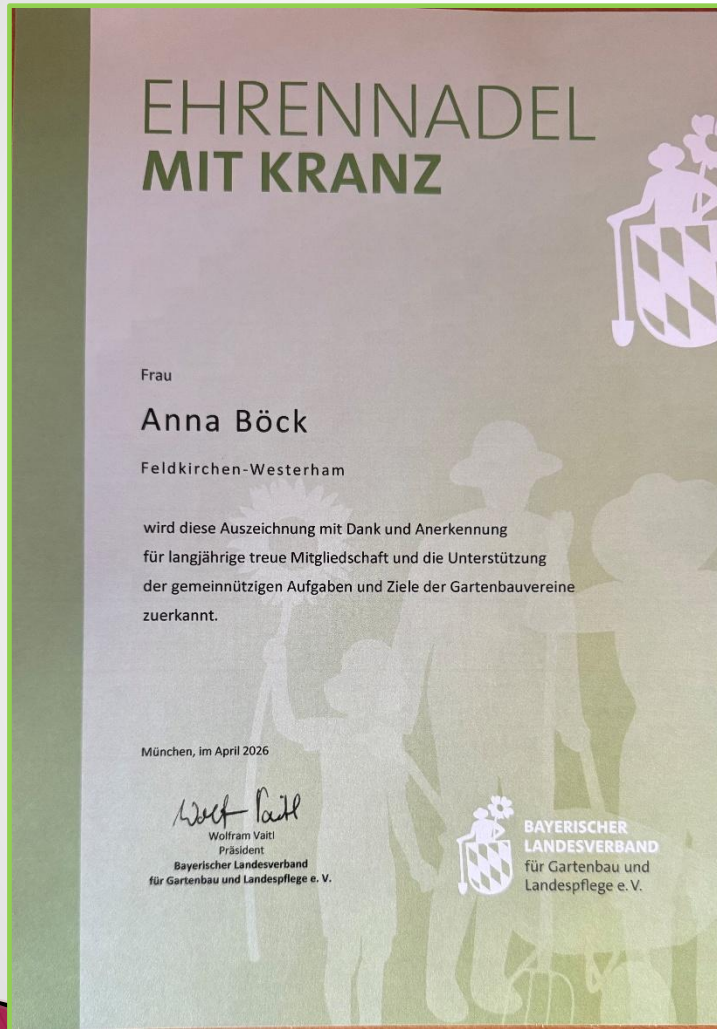 EHRENNADEL
MIT KRANZ
Frau
Anna Böck
Feldkirchen-Westerham
wird diese Auszeichnung mit Dank und Anerkennung
für langjährige treue Mitgliedschaft und die Unterstützung
der gemeinnützigen Aufgaben und Ziele der Gartenbauvereine
zuerkannt.
München, im April 2026
Wolf Vaitl
Wolfram Vaitl
Präsident
Bayerischer Landesverband
für Gartenbau und Landespflege e. V.
BAYERISCHER
LANDESVERBAND
für Gartenbau und
Landespflege e. V.